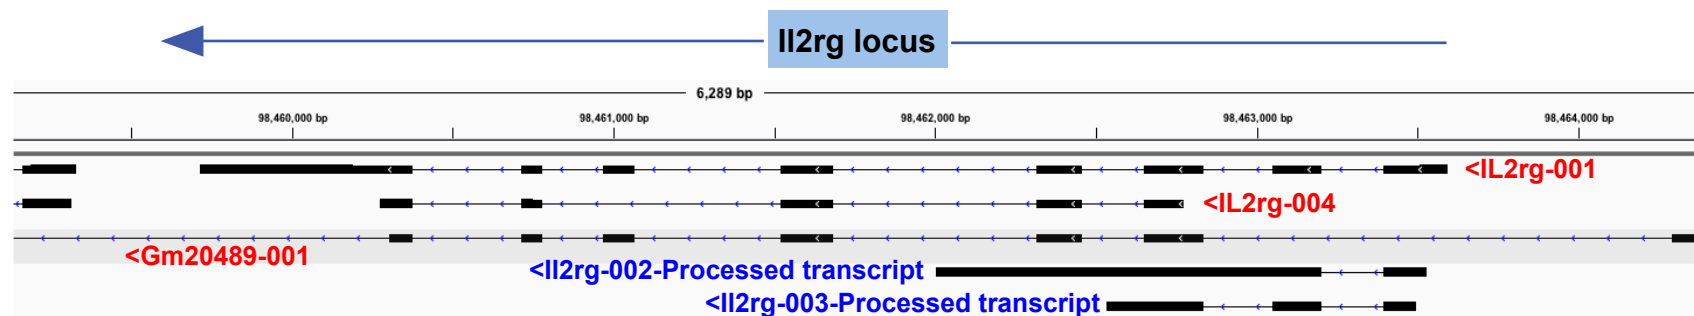 Il2rg locus
6,289 bp
98,460,000 bp 98,461,000 bp 98,462,000 bp 98,463,000 bp 98,464,000 bp
<IL2rg-001
<IL2rg-004
<Gm20489-001
<Il2rg-002-Processed transcript
<Il2rg-003-Processed transcript